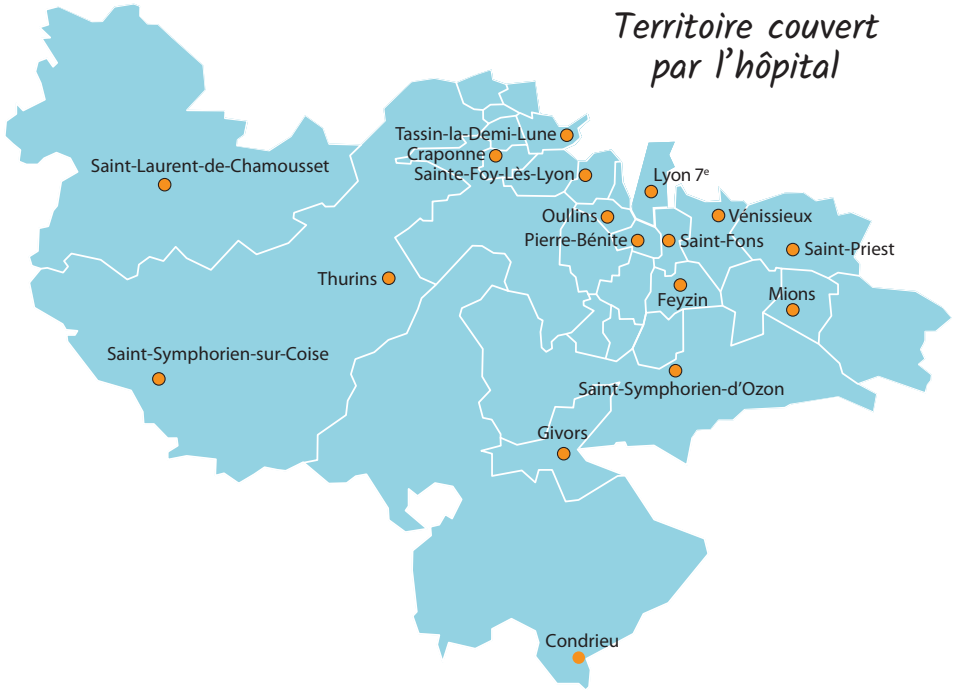 Territoire couvert
par l'hôpital
Tassin-la-Demi-Lune
Craponne
Saint-Laurent-de-Chamousset
Sainte-Foy-Lès-Lyon
Lyon 7e
Oullins
Vénissieux
Pierre-Bénite
Saint-Fons
Saint-Priest
Thurins
Feyzin
Mions
Saint-Symphorien-sur-Coise
Saint-Symphorien-d'Ozon
Givors
Condrieu